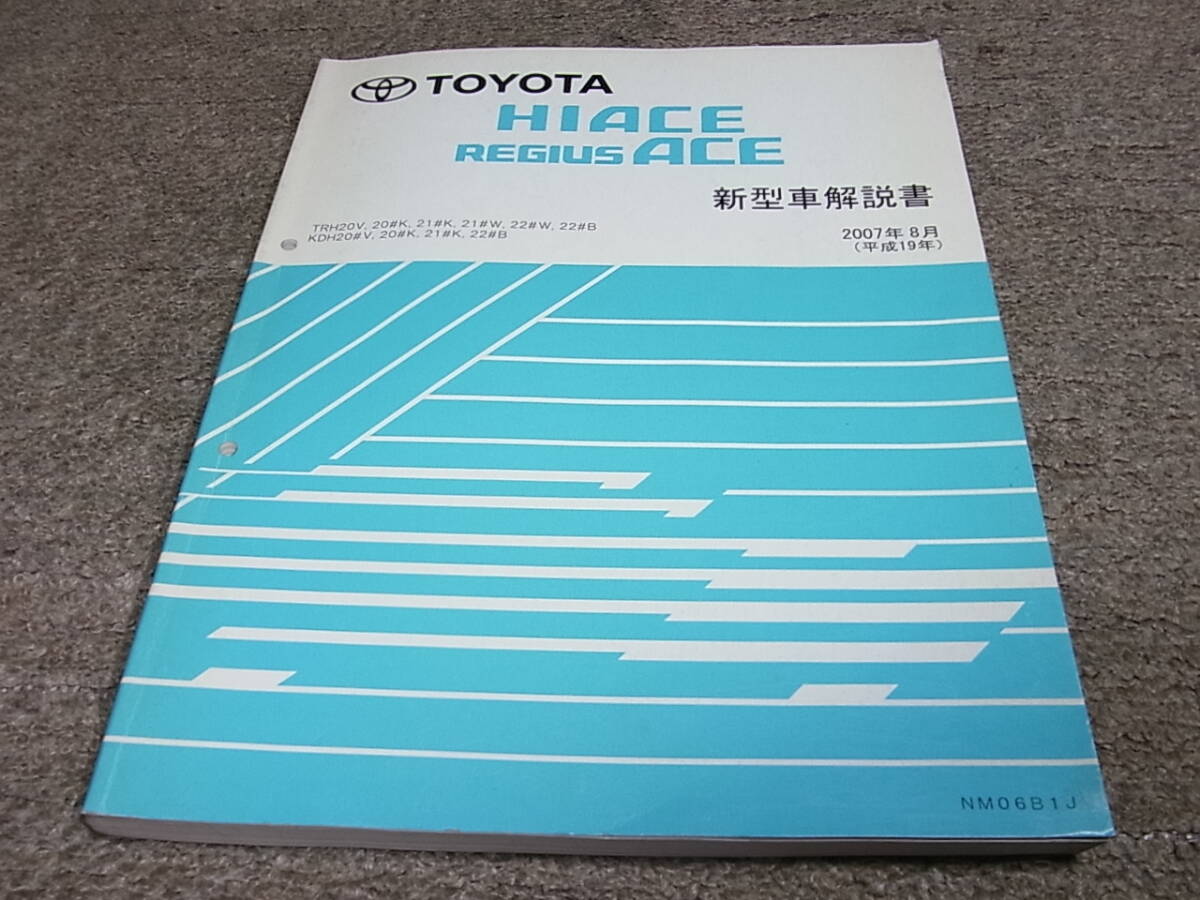 TOYOTA
HIACE
REGIUS ACE
新型車解説書
TRH20V, 20#K, 21#K, 21#W, 22#W, 22#B
KDH20#V, 20#K, 21#K, 22#B
2007年8月
(平成19年)
NM06B1J